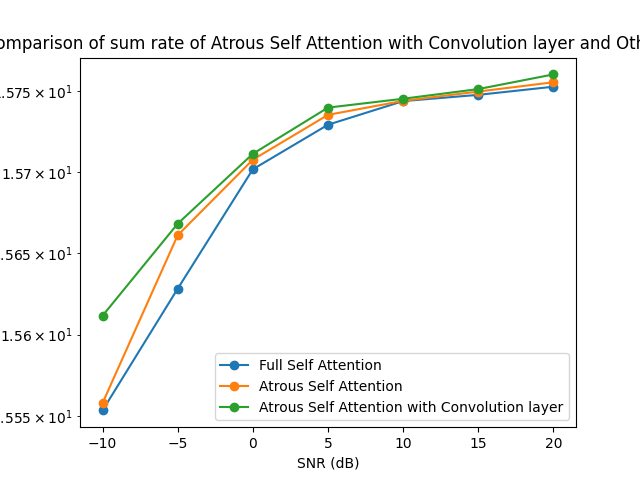 omparison of sum rate of Atrous Self Attention with Convolution layer and Oth
.575 × 10¹
1.57 × 10¹
.565 × 10¹
1.56 × 10¹
.555 × 10¹
Full Self Attention
Atrous Self Attention
Atrous Self Attention with Convolution layer
−10 −5 0 5 10 15 20
SNR (dB)